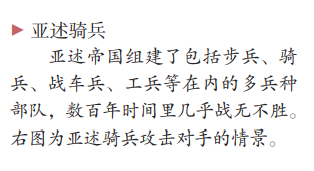 ▶ 亚述骑兵
亚述帝国组建了包括步兵、骑
兵、战车兵、工兵等在内的多兵种
部队，数百年时间里几乎战无不胜。
右图为亚述骑兵攻击对手的情景。